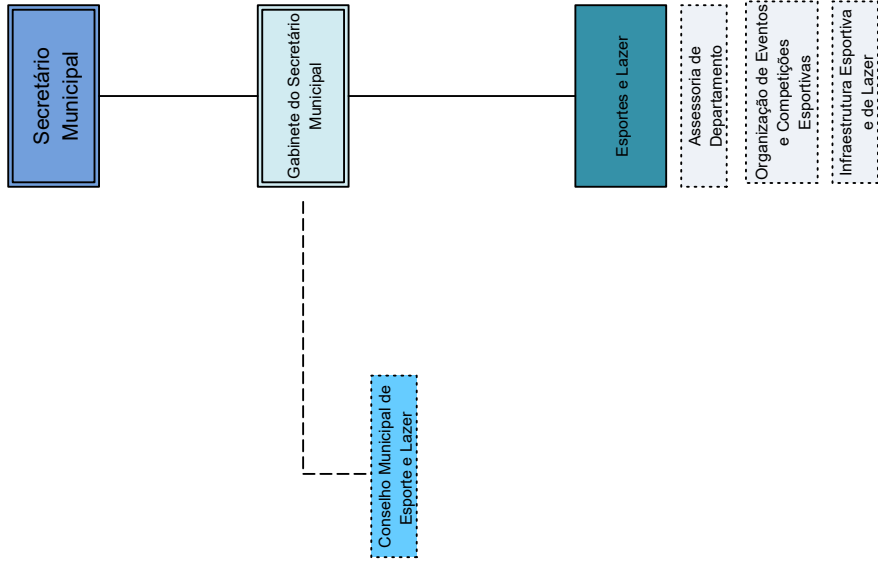 Secretário
Municipal
Gabinete do Secretário
Municipal
Conselho Municipal de
Esporte e Lazer
Esportes e Lazer
Assessoria de
Departamento
Organização de Eventos
e Competições
Esportivas
Infraestrutura Esportiva
e de Lazer